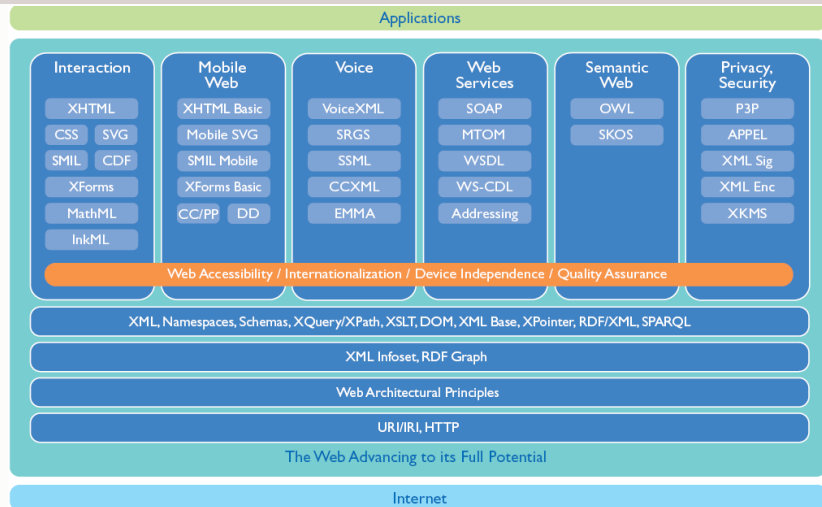 Applications
Interaction
XHTML
CSS SVG
SMIL CDF
XForms
MathML
InkML
Mobile
Web
XHTML Basic
Mobile SVG
SMIL Mobile
XForms Basic
CC/PP DD
Voice
VoiceXML
SRGS
SSML
CCXML
EMMA
Web
Services
SOAP
MTOM
WSDL
WS-CDL
Addressing
Semantic
Web
OWL
SKOS
Privacy,
Security
P3P
APPEL
XML Sig
XML Enc
XKMS
Web Accessibility / Internationalization / Device Independence / Quality Assurance
XML, Namespaces, Schemas, XQuery/XPath, XSLT, DOM, XML Base, XPointer, RDF/XML, SPARQL
XML Infoset, RDF Graph
Web Architectural Principles
URI/IRI, HTTP
The Web Advancing to its Full Potential
Internet